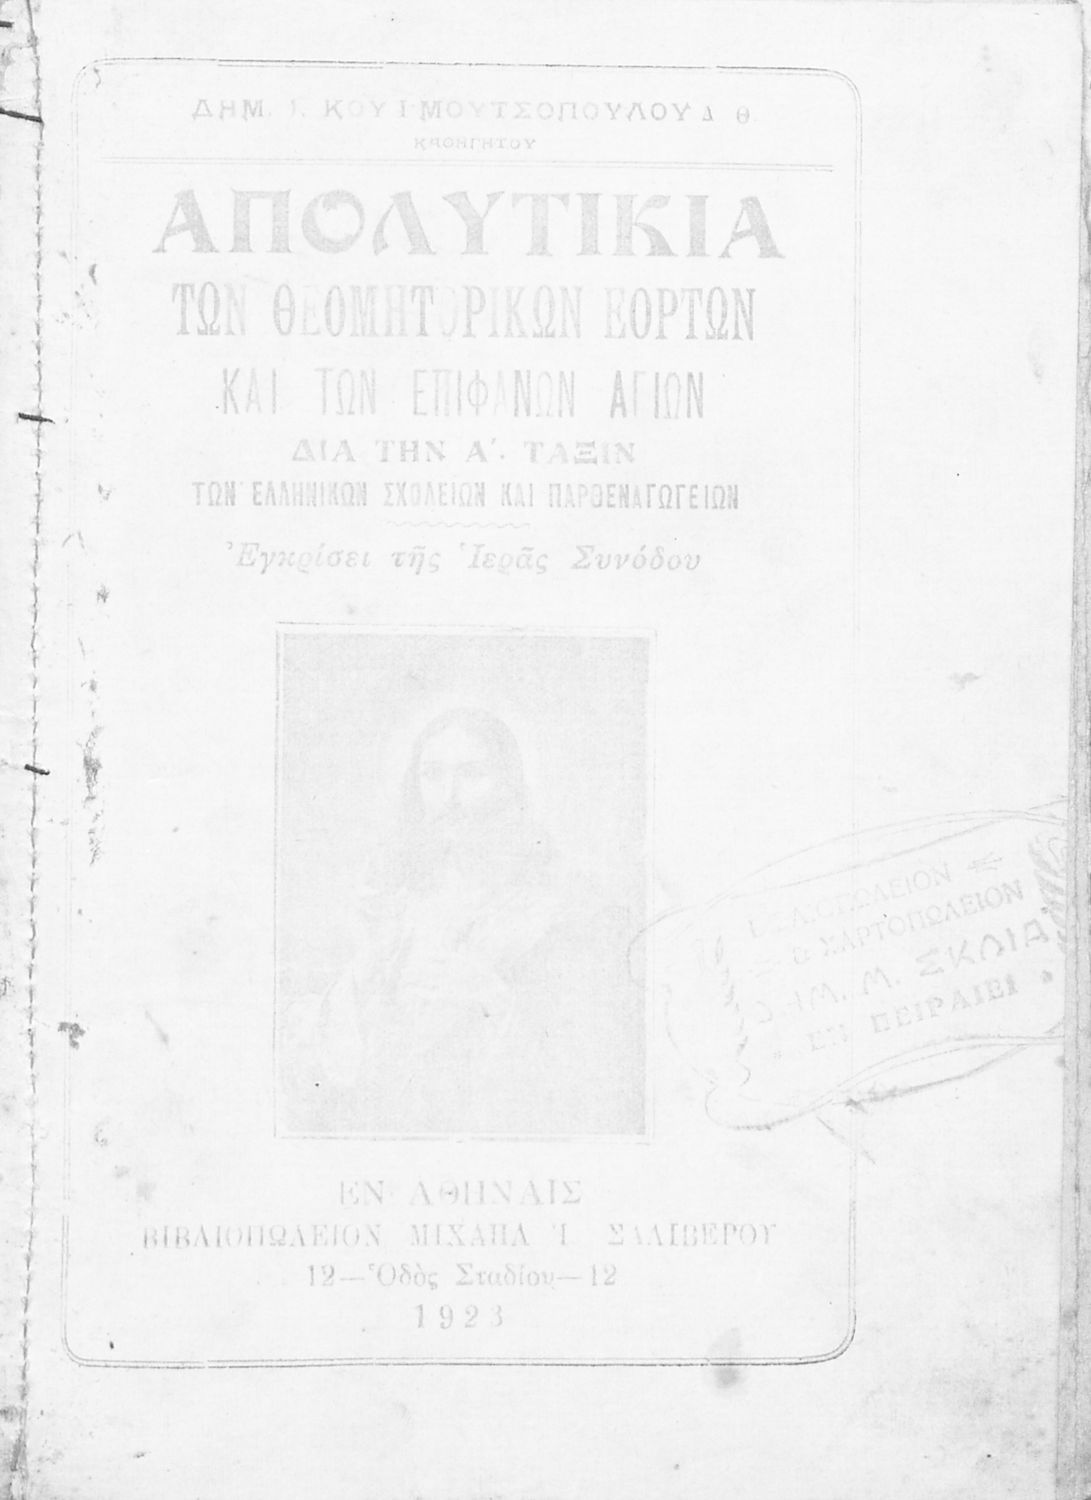 ΔΗΜ. Σ. ΚΟΥΤΜΟΥΤΣΟΠΟΥΛΟΥ Δ. Θ.
ΚΑΘΗΓΗΤΟΥ
ΑΠΟΛΥΤΙΚΙΑ
ΤΩΝ ΘΕΟΜΗΤΟΡΙΚΩΝ ΕΟΡΤΩΝ
ΚΑΙ ΤΩΝ ΕΠΙΦΑΝΩΝ ΑΓΙΩΝ
ΔΙΑ ΤΗΝ Α΄. ΤΑΞΙΝ
ΤΩΝ ΕΛΛΗΝΙΚΩΝ ΣΧΟΛΕΙΩΝ ΚΑΙ ΠΑΡΘΕΝΑΓΩΓΕΙΩΝ
Ἐγκρίσει τῆς Ἱερᾶς Συνόδου
ΒΙΒΛΙΟΠΩΛΕΙΟΝ
& ΧΑΡΤΟΠΩΛΕΙΟΝ
ΔΗΜ. Μ. ΣΚΛΙΑ
ΕΝ ΠΕΙΡΑΙΕΙ
ΕΝ ΑΘΗΝΑΙΣ
ΒΙΒΛΙΟΠΩΛΕΙΟΝ ΜΙΧΑΗΛ Ἰ. ΣΑΛΙΒΕΡΟΥ
12—Ὁδὸς Σταδίου—12
1923